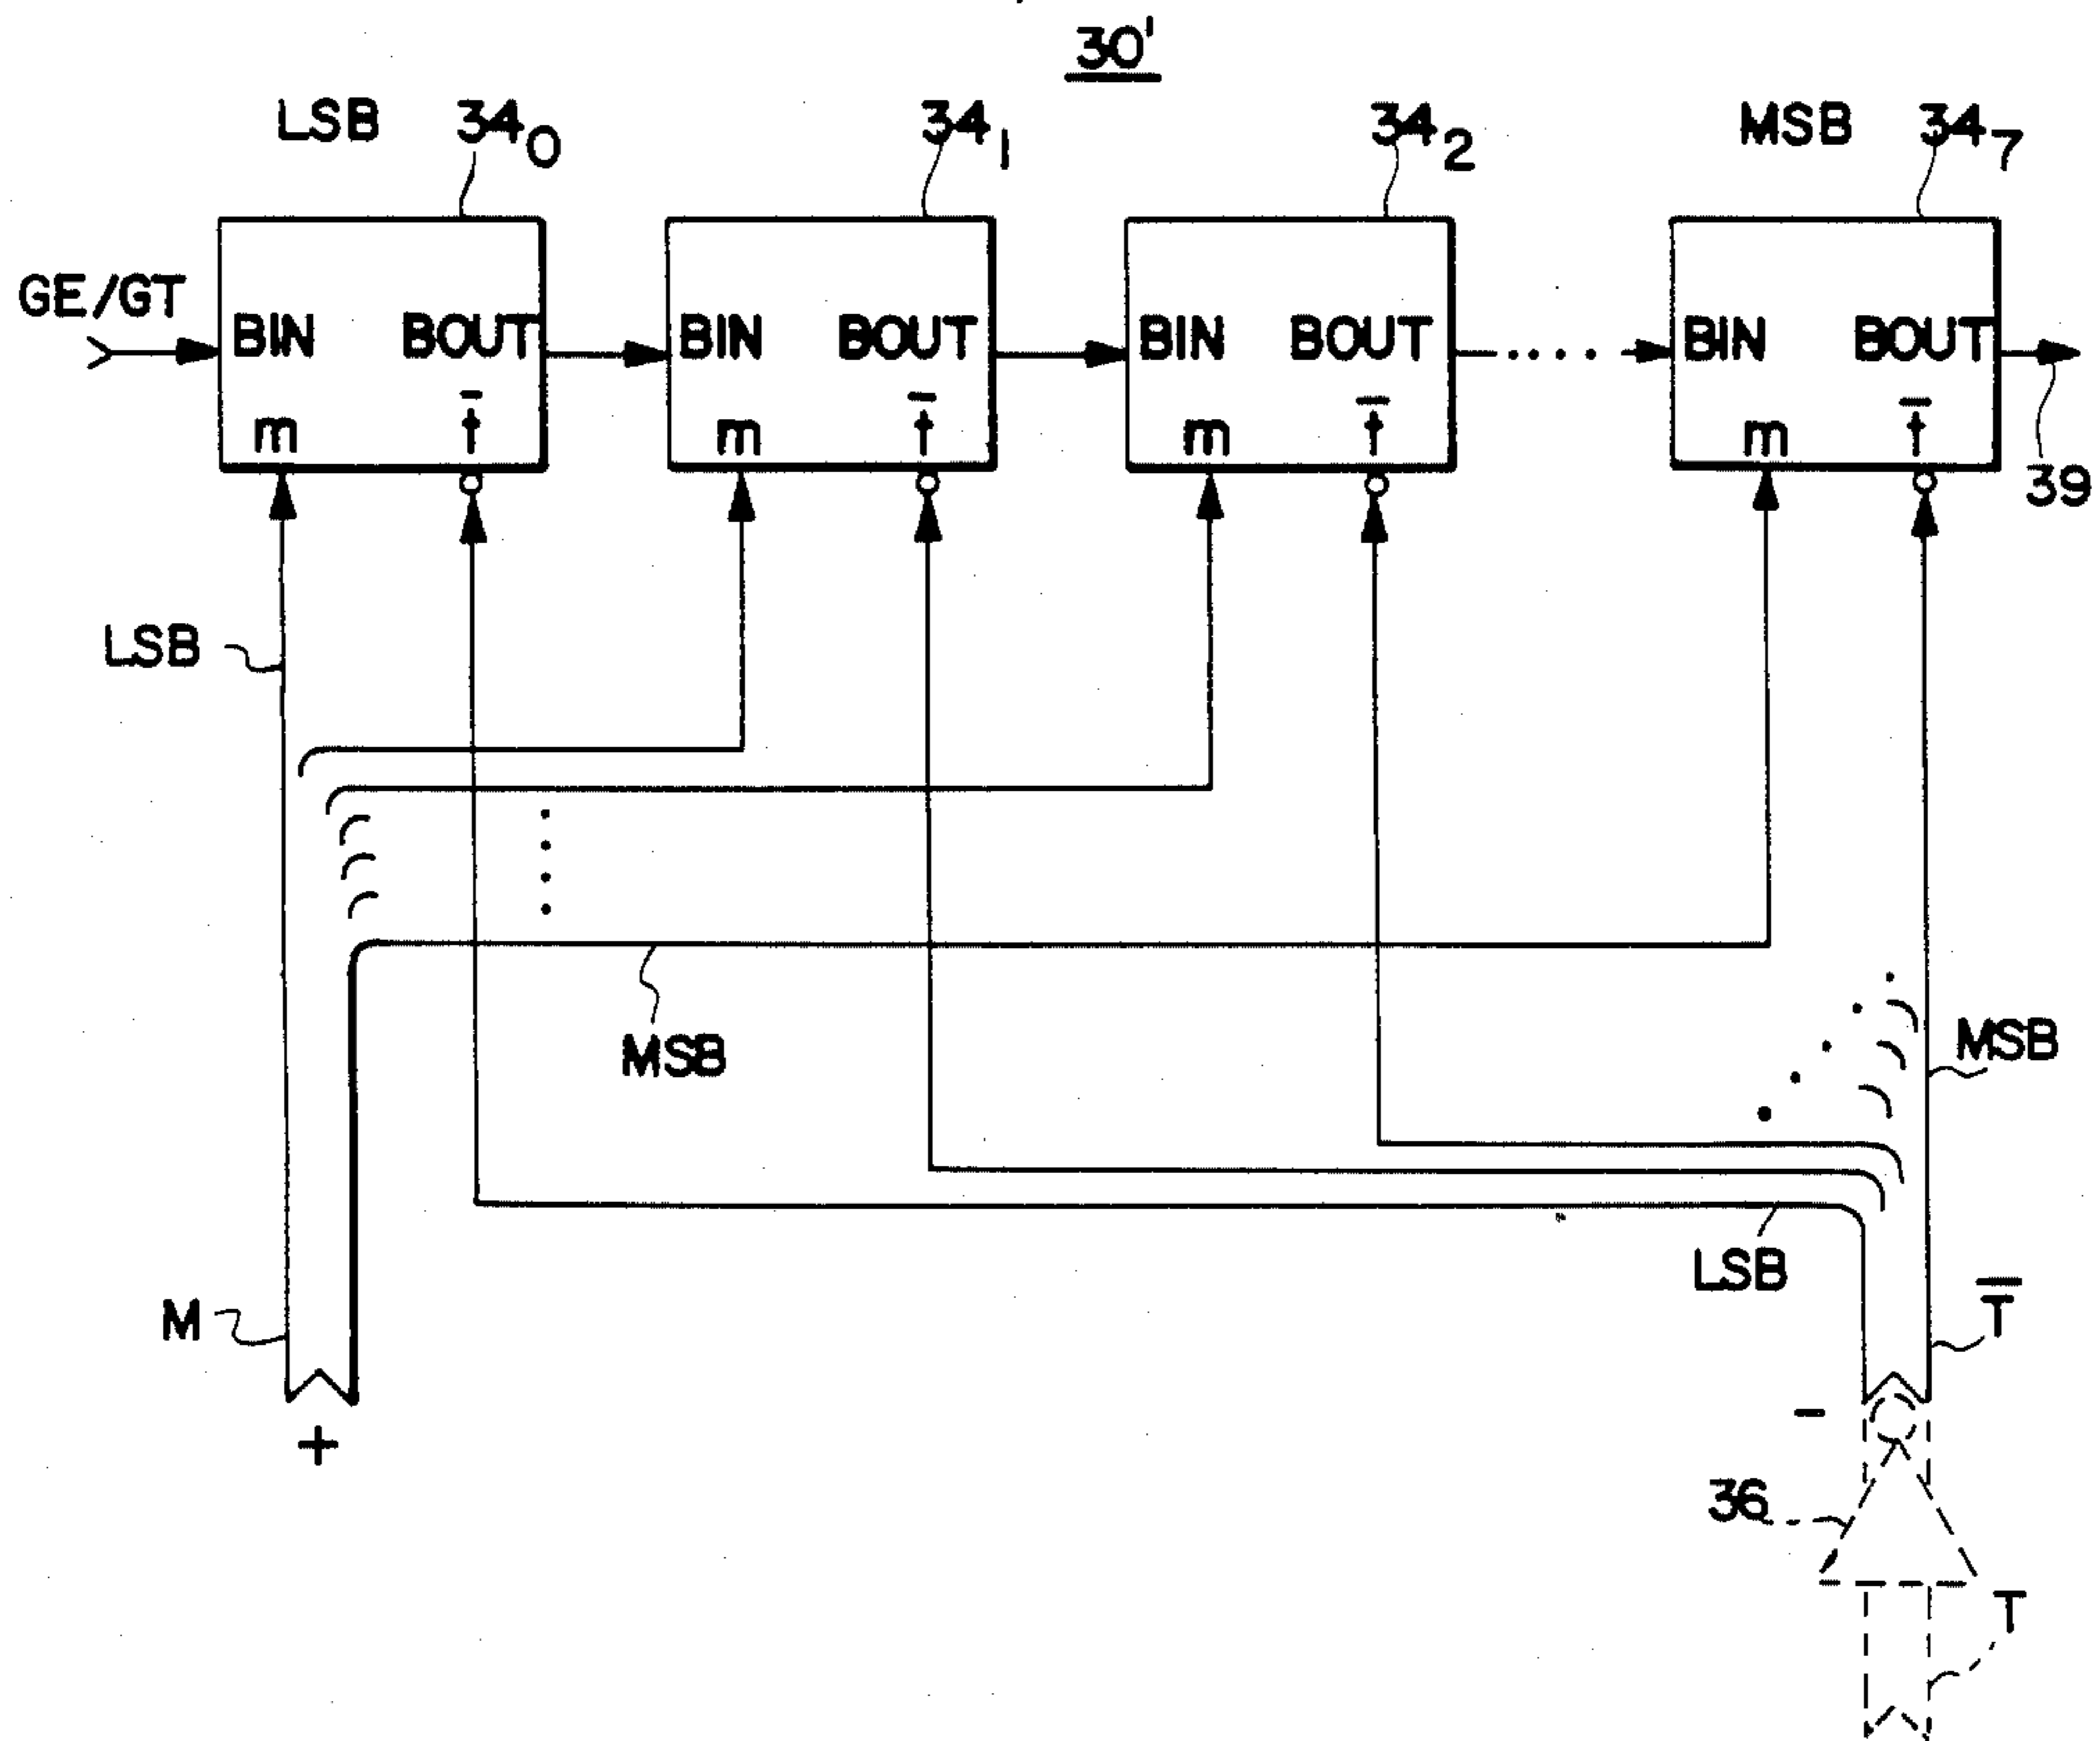 30'
LSB 34₀ 34₁ 34₂ MSB 34₇
GE/GT
BIN BOUT BIN BOUT BIN BOUT BIN BOUT
m t̅ m t̅ m t̅ m t̅
39
LSB
MSB MSB
LSB
M T̅
+ -
36
T